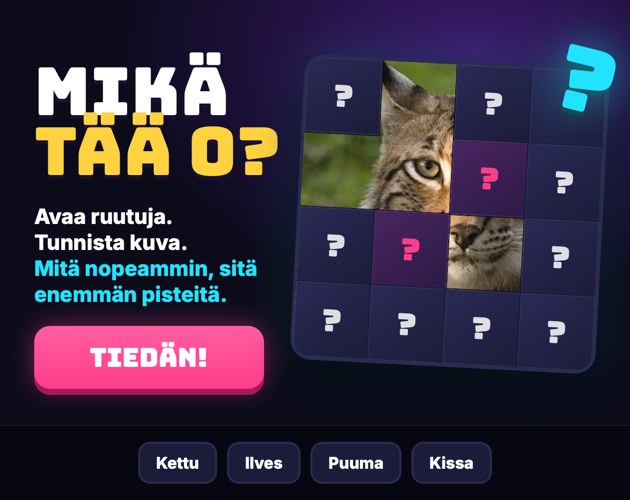 MIKÄ
TÄÄ O?
Avaa ruutuja.
Tunnista kuva.
Mitä nopeammin, sitä
enemmän pisteitä.
TIEDÄN!
?
? ?
? ?
? ? ?
? ? ? ?
Kettu Ilves Puuma Kissa